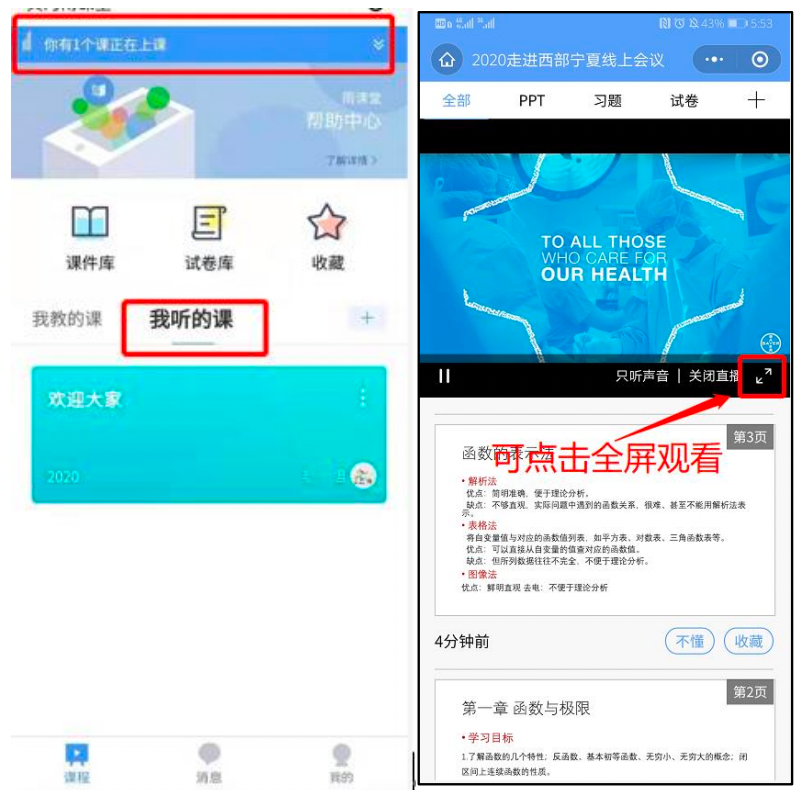 你有1个课正在上课
雨课堂
帮助中心
了解详情 >
课件库
试卷库
收藏
我教的课
我听的课
+
欢迎大家
2020
课程
消息
我的
43%
5:53
2020走进西部宁夏线上会议
全部
PPT
习题
试卷
TO ALL THOSE
WHO CARE FOR
OUR HEALTH
只听声音 | 关闭直播
可点击全屏观看
第3页
函数的表示法
• 解析法
优点: 简明准确, 便于理论分析。
缺点: 不够直观, 实际问题中遇到的函数关系, 很难、甚至不能用解析法表
示。
• 表格法
将自变量值与对应的函数值列表, 如平方表、对数表、三角函数表等。
优点: 可以直接从自变量的值查对应的函数值。
缺点: 但所列数据往往不完全, 不便于理论分析。
• 图像法
优点: 鲜明直观 去电: 不便于理论分析
4分钟前
不懂
收藏
第2页
第一章 函数与极限
• 学习目标
1.了解函数的几个特性; 反函数、基本初等函数、无穷小、无穷大的概念; 闭
区间上连续函数的性质。